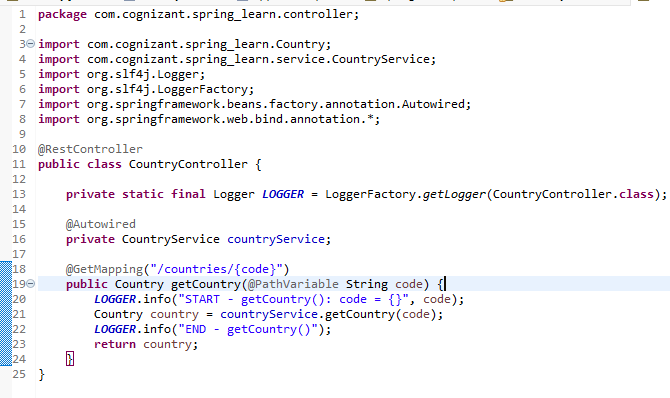 1 package com.cognizant.spring_learn.controller;
2
3 import com.cognizant.spring_learn.Country;
4 import com.cognizant.spring_learn.service.CountryService;
5 import org.slf4j.Logger;
6 import org.slf4j.LoggerFactory;
7 import org.springframework.beans.factory.annotation.Autowired;
8 import org.springframework.web.bind.annotation.*;
9
10 @RestController
11 public class CountryController {
12
13     private static final Logger LOGGER = LoggerFactory.getLogger(CountryController.class);
14
15     @Autowired
16     private CountryService countryService;
17
18     @GetMapping("/countries/{code}")
19     public Country getCountry(@PathVariable String code) {
20         LOGGER.info("START - getCountry(): code = {}", code);
21         Country country = countryService.getCountry(code);
22         LOGGER.info("END - getCountry()");
23         return country;
24     }
25 }